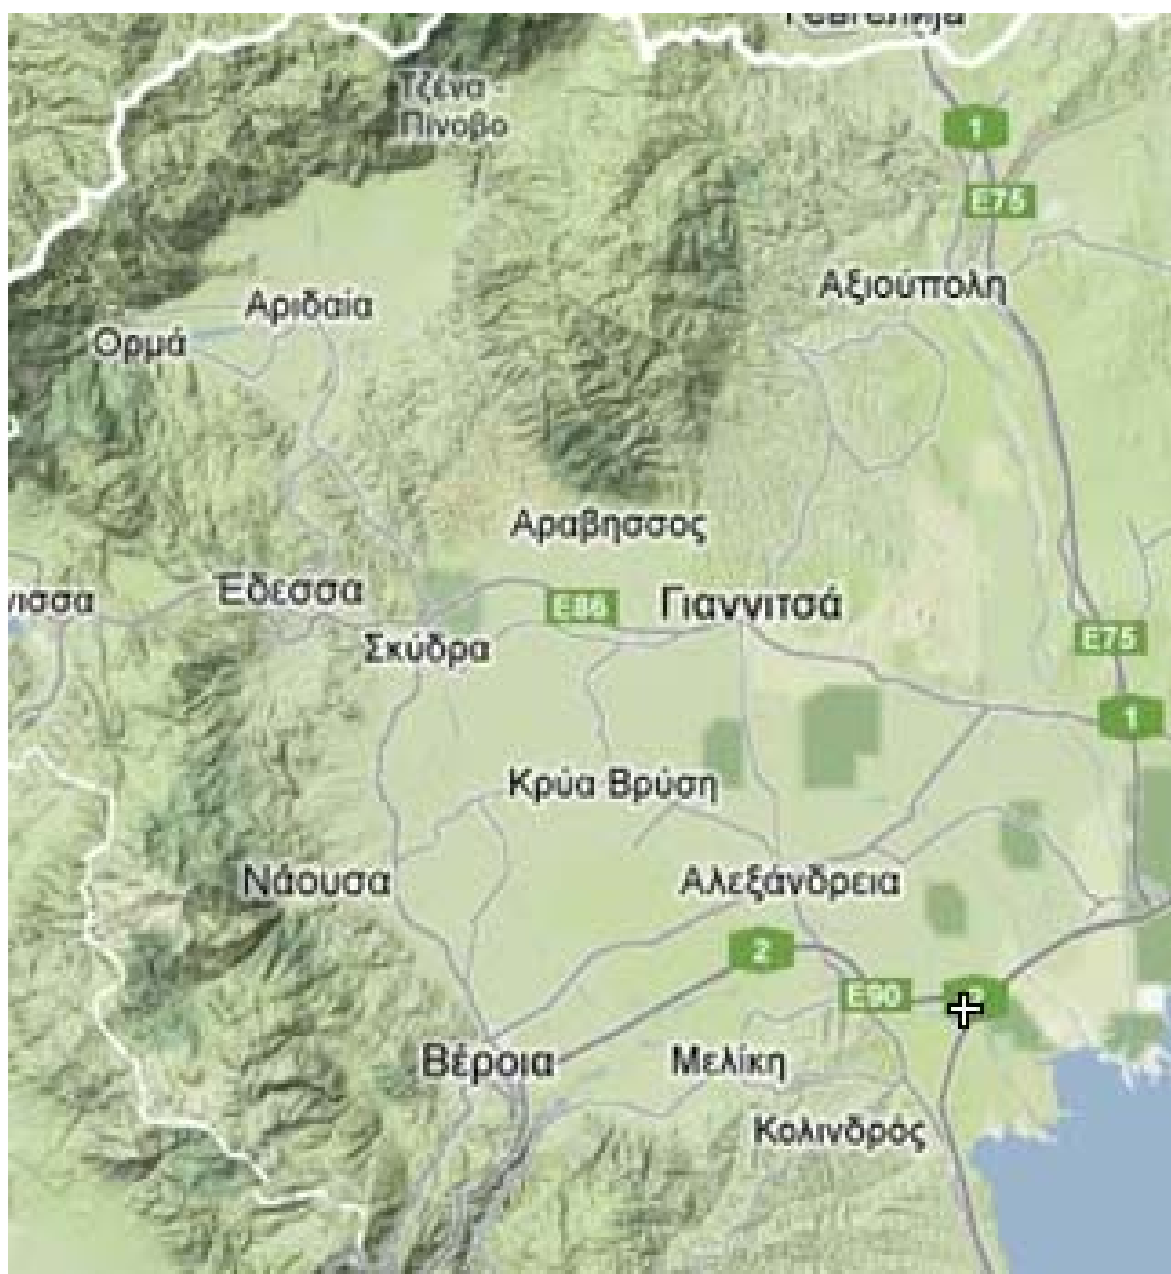 Τζένα -
Πίνοβο
1
E75
Αξιούπολη
Αριδαία
Ορμά
Αραβησσος
Έδεσσα
E86
Γιαννιτσά
Σκύδρα
E75
1
Κρύα Βρύση
Νάουσα
Αλεξάνδρεια
2
E90
Βέροια
Μελίκη
Κολινδρός